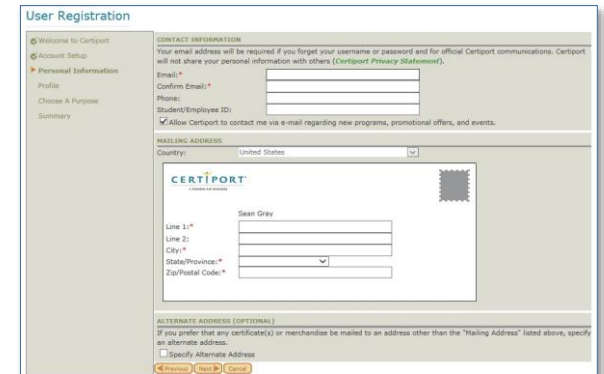 User Registration
Welcome to Certiport
Account Setup
Personal Information
Profile
Choose A Purpose
Summary
CONTACT INFORMATION
Your email address will be required if you forget your username or password and for official Certiport communications. Certiport
will not share your personal information with others (Certiport Privacy Statement).
Email:*
Confirm Email:*
Phone:
Student/Employee ID:
Allow Certiport to contact me via e-mail regarding new programs, promotional offers, and events.
MAILING ADDRESS
Country: United States
CERTIPORT
Sean Gray
Line 1:*
Line 2:
City:*
State/Province:*
Zip/Postal Code:*
ALTERNATE ADDRESS (OPTIONAL)
If you prefer that any certificate(s) or merchandise be mailed to an address other than the "Mailing Address" listed above, specify
an alternate address.
Specify Alternate Address
Previous Next Cancel